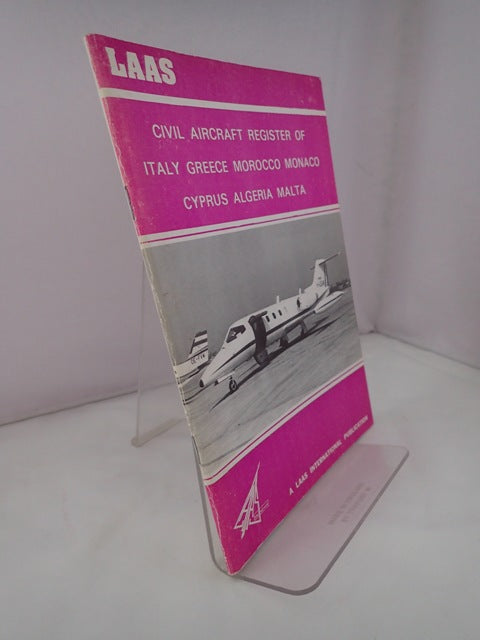 LAAS
CIVIL AIRCRAFT REGISTER OF
ITALY GREECE MOROCCO MONACO
CYPRUS ALGERIA MALTA
A LAAS INTERNATIONAL PUBLICATION